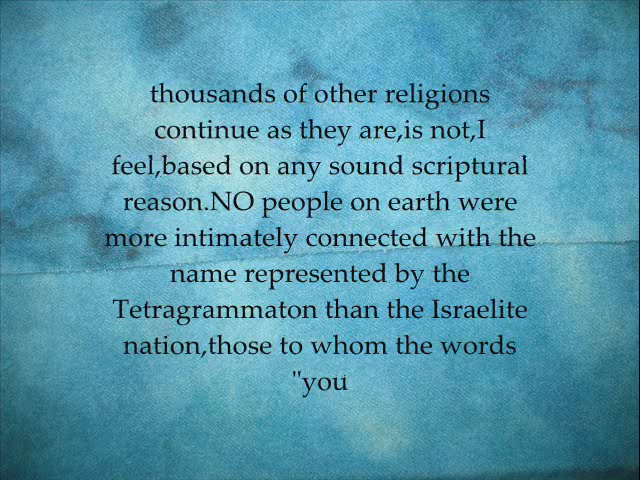 thousands of other religions
continue as they are,is not,I
feel,based on any sound scriptural
reason.NO people on earth were
more intimately connected with the
name represented by the
Tetragrammaton than the Israelite
nation,those to whom the words
"you